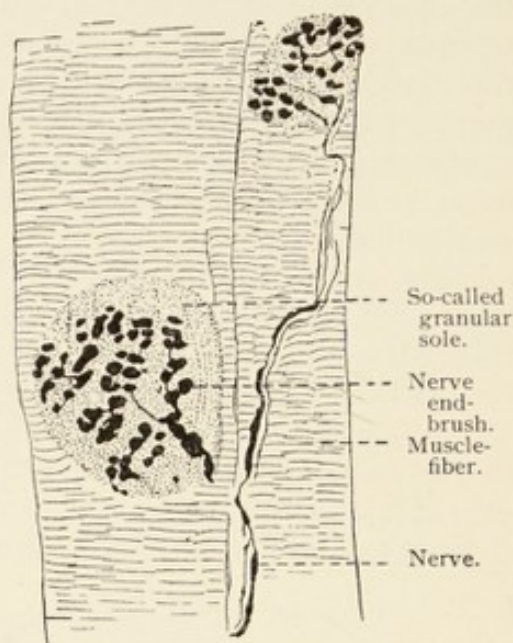 So-called
granular
sole.
Nerve
end-
brush.
Muscle-
fiber.
Nerve.